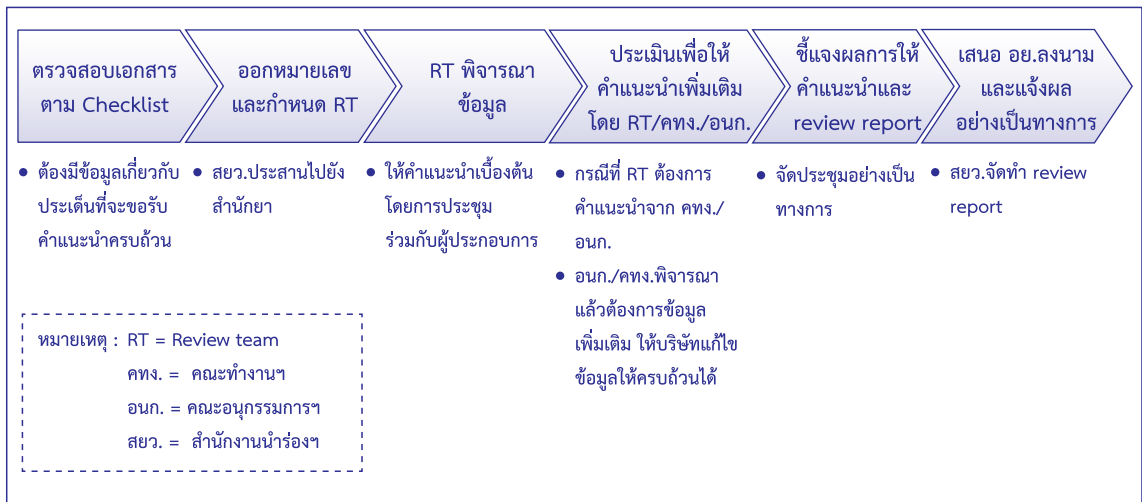 ตรวจสอบเอกสาร
ตาม Checklist
ออกหมายเลข
และกำหนด RT
RT พิจารณา
ข้อมูล
ประเมินเพื่อให้
คำแนะนำเพิ่มเติม
โดย RT/คทง./อนก.
ชี้แจงผลการให้
คำแนะนำและ
review report
เสนอ อย.ลงนาม
และแจ้งผล
อย่างเป็นทางการ
● ต้องมีข้อมูลเกี่ยวกับ
ประเด็นที่จะขอรับ
คำแนะนำครบถ้วน
● สยว.ประสานไปยัง
สำนักยา
● ให้คำแนะนำเบื้องต้น
โดยการประชุม
ร่วมกับผู้ประกอบการ
● กรณีที่ RT ต้องการ
คำแนะนำจาก คทง./
อนก.
● อนก./คทง.พิจารณา
แล้วต้องการข้อมูล
เพิ่มเติม ให้บริษัทแก้ไข
ข้อมูลให้ครบถ้วนได้
● จัดประชุมอย่างเป็น
ทางการ
● สยว.จัดทำ review
report
หมายเหตุ : RT = Review team
คทง. = คณะทำงานฯ
อนก. = คณะอนุกรรมการฯ
สยว. = สำนักงานนำร่องฯ